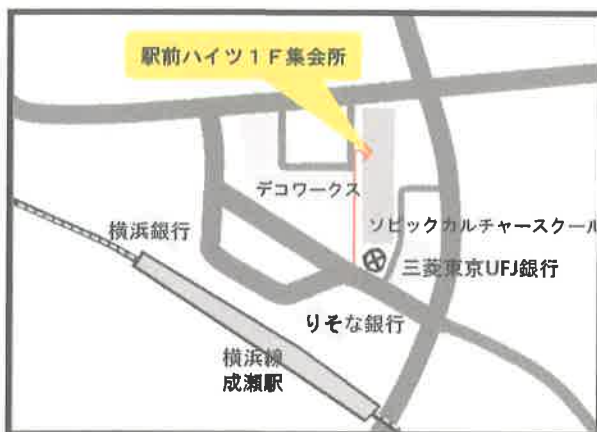 駅前ハイツ1F集会所
デコワークス
ソピックカルチャースクール
横浜銀行
三菱東京UFJ銀行
りそな銀行
横浜線
成瀬駅